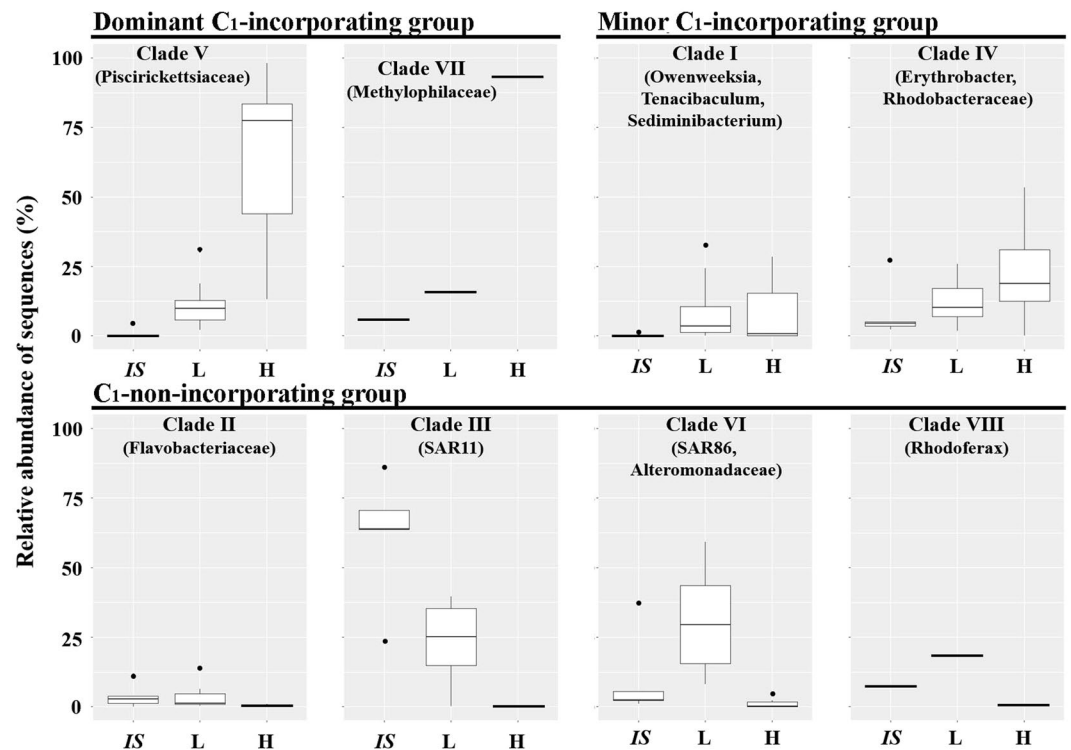 Dominant C1-incorporating group
Minor C1-incorporating group
Relative abundance of sequences (%)
100
75
50
25
0
Clade V
(Piscirickettsiaceae)
IS L H
Clade VII
(Methylophilaceae)
IS L H
Clade I
(Owenweeksia,
Tenacibaculum,
Sediminibacterium)
IS L H
Clade IV
(Erythrobacter,
Rhodobacteraceae)
IS L H
C1-non-incorporating group
100
75
50
25
0
Clade II
(Flavobacteriaceae)
IS L H
Clade III
(SAR11)
IS L H
Clade VI
(SAR86,
Alteromonadaceae)
IS L H
Clade VIII
(Rhodoferax)
IS L H